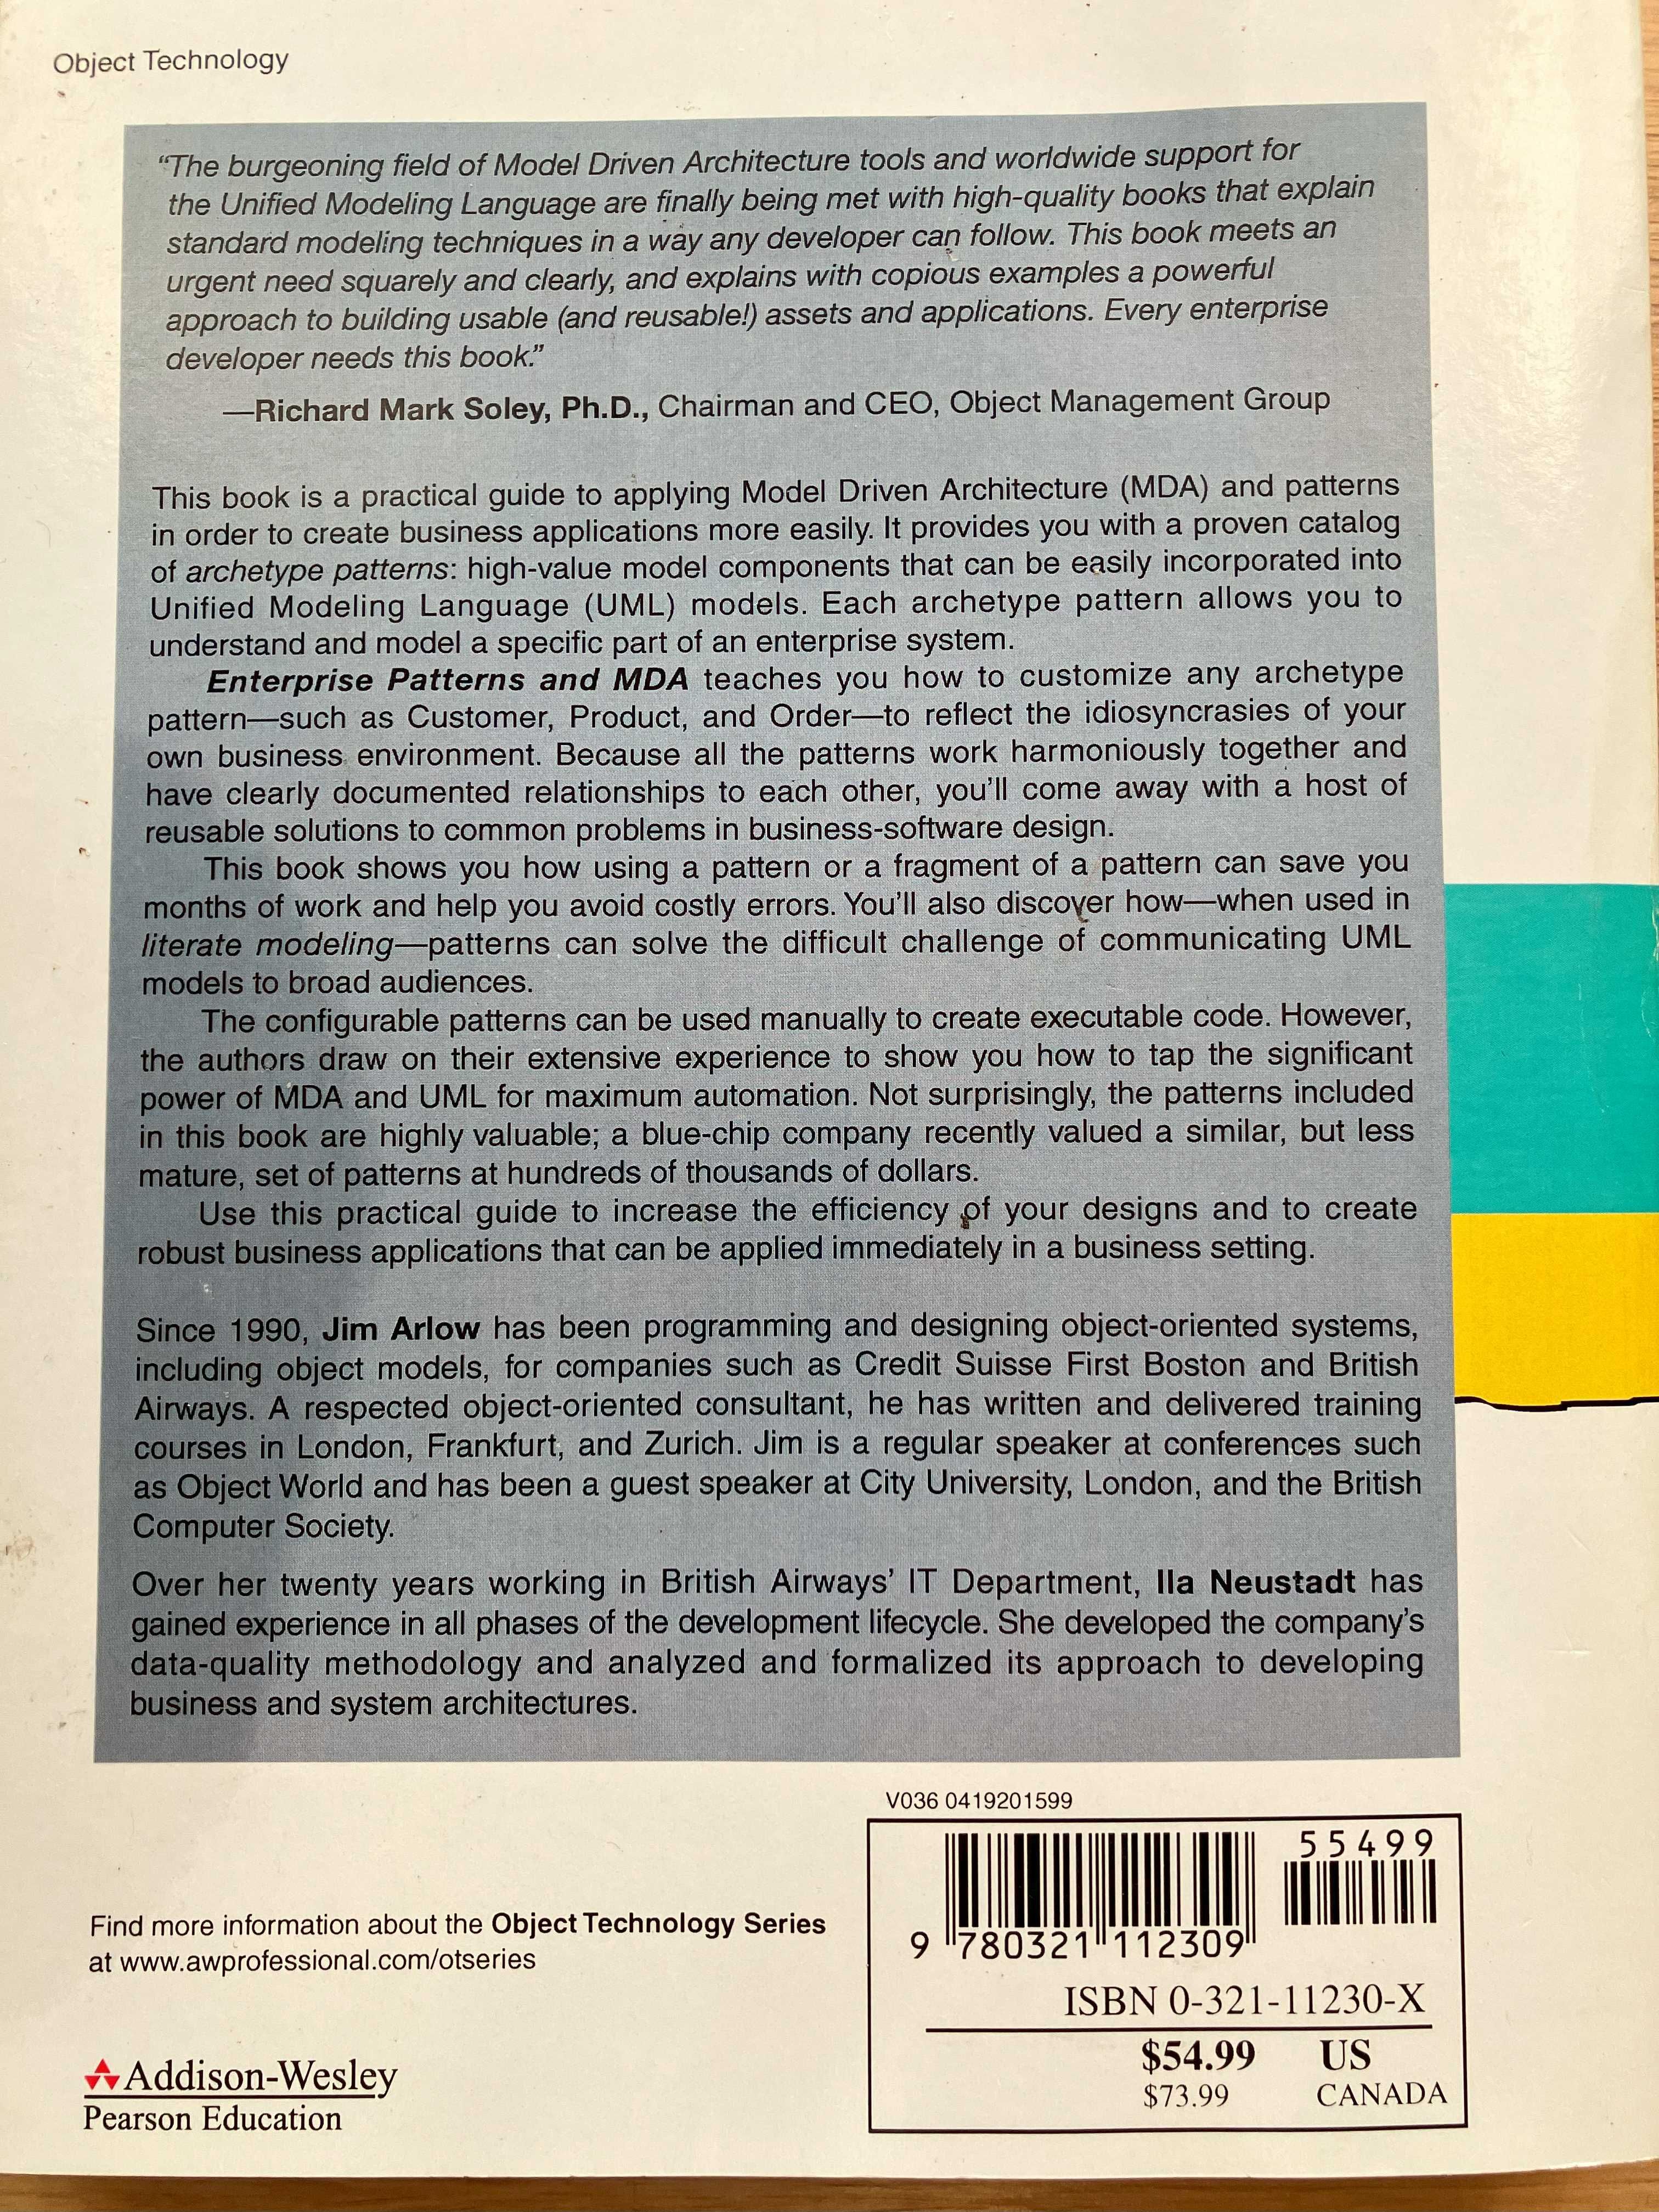 Object Technology
“The burgeoning field of Model Driven Architecture tools and worldwide support for
the Unified Modeling Language are finally being met with high-quality books that explain
standard modeling techniques in a way any developer can follow. This book meets an
urgent need squarely and clearly, and explains with copious examples a powerful
approach to building usable (and reusable!) assets and applications. Every enterprise
developer needs this book.”
—Richard Mark Soley, Ph.D., Chairman and CEO, Object Management Group
This book is a practical guide to applying Model Driven Architecture (MDA) and patterns
in order to create business applications more easily. It provides you with a proven catalog
of archetype patterns: high-value model components that can be easily incorporated into
Unified Modeling Language (UML) models. Each archetype pattern allows you to
understand and model a specific part of an enterprise system.
Enterprise Patterns and MDA teaches you how to customize any archetype
pattern—such as Customer, Product, and Order—to reflect the idiosyncrasies of your
own business environment. Because all the patterns work harmoniously together and
have clearly documented relationships to each other, you’ll come away with a host of
reusable solutions to common problems in business-software design.
This book shows you how using a pattern or a fragment of a pattern can save you
months of work and help you avoid costly errors. You’ll also discover how—when used in
literate modeling—patterns can solve the difficult challenge of communicating UML
models to broad audiences.
The configurable patterns can be used manually to create executable code. However,
the authors draw on their extensive experience to show you how to tap the significant
power of MDA and UML for maximum automation. Not surprisingly, the patterns included
in this book are highly valuable; a blue-chip company recently valued a similar, but less
mature, set of patterns at hundreds of thousands of dollars.
Use this practical guide to increase the efficiency of your designs and to create
robust business applications that can be applied immediately in a business setting.
Since 1990, Jim Arlow has been programming and designing object-oriented systems,
including object models, for companies such as Credit Suisse First Boston and British
Airways. A respected object-oriented consultant, he has written and delivered training
courses in London, Frankfurt, and Zurich. Jim is a regular speaker at conferences such
as Object World and has been a guest speaker at City University, London, and the British
Computer Society.
Over her twenty years working in British Airways’ IT Department, Ila Neustadt has
gained experience in all phases of the development lifecycle. She developed the company’s
data-quality methodology and analyzed and formalized its approach to developing
business and system architectures.
V036 0419201599
55499
9 780321 112309
ISBN 0-321-11230-X
$54.99 US
$73.99 CANADA
Find more information about the Object Technology Series
at www.awprofessional.com/otseries
Addison-Wesley
Pearson Education